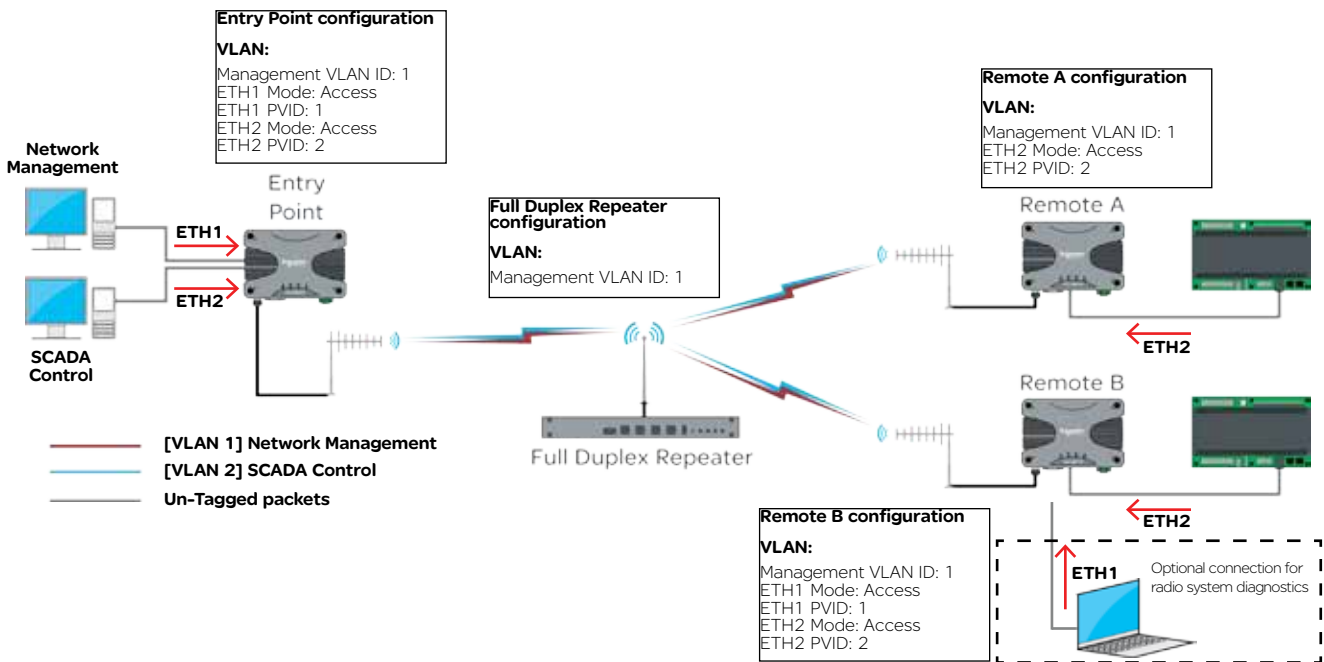 Entry Point configuration
VLAN:
Management VLAN ID: 1
ETH1 Mode: Access
ETH1 PVID: 1
ETH2 Mode: Access
ETH2 PVID: 2
Network
Management
SCADA
Control
ETH1
ETH2
Entry
Point
Full Duplex Repeater
configuration
VLAN:
Management VLAN ID: 1
Full Duplex Repeater
Remote A configuration
VLAN:
Management VLAN ID: 1
ETH2 Mode: Access
ETH2 PVID: 2
Remote A
ETH2
Remote B
ETH2
[VLAN 1] Network Management
[VLAN 2] SCADA Control
Un-Tagged packets
Remote B configuration
VLAN:
Management VLAN ID: 1
ETH1 Mode: Access
ETH1 PVID: 1
ETH2 Mode: Access
ETH2 PVID: 2
ETH1
Optional connection for
radio system diagnostics